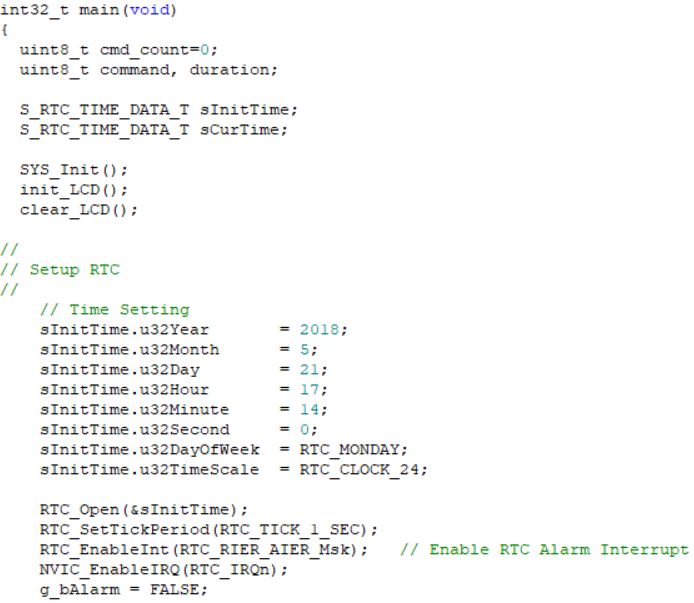 int32_t main(void)
{
  uint8_t cmd_count=0;
  uint8_t command, duration;

  S_RTC_TIME_DATA_T sInitTime;
  S_RTC_TIME_DATA_T sCurTime;

  SYS_Init();
  init_LCD();
  clear_LCD();

//
// Setup RTC
//
    // Time Setting
    sInitTime.u32Year       = 2018;
    sInitTime.u32Month      = 5;
    sInitTime.u32Day        = 21;
    sInitTime.u32Hour       = 17;
    sInitTime.u32Minute     = 14;
    sInitTime.u32Second     = 0;
    sInitTime.u32DayOfWeek  = RTC_MONDAY;
    sInitTime.u32TimeScale  = RTC_CLOCK_24;

    RTC_Open(&sInitTime);
    RTC_SetTickPeriod(RTC_TICK_1_SEC);
    RTC_EnableInt(RTC_RIER_AIER_Msk);   // Enable RTC Alarm Interrupt
    NVIC_EnableIRQ(RTC_IRQn);
    g_bAlarm = FALSE;